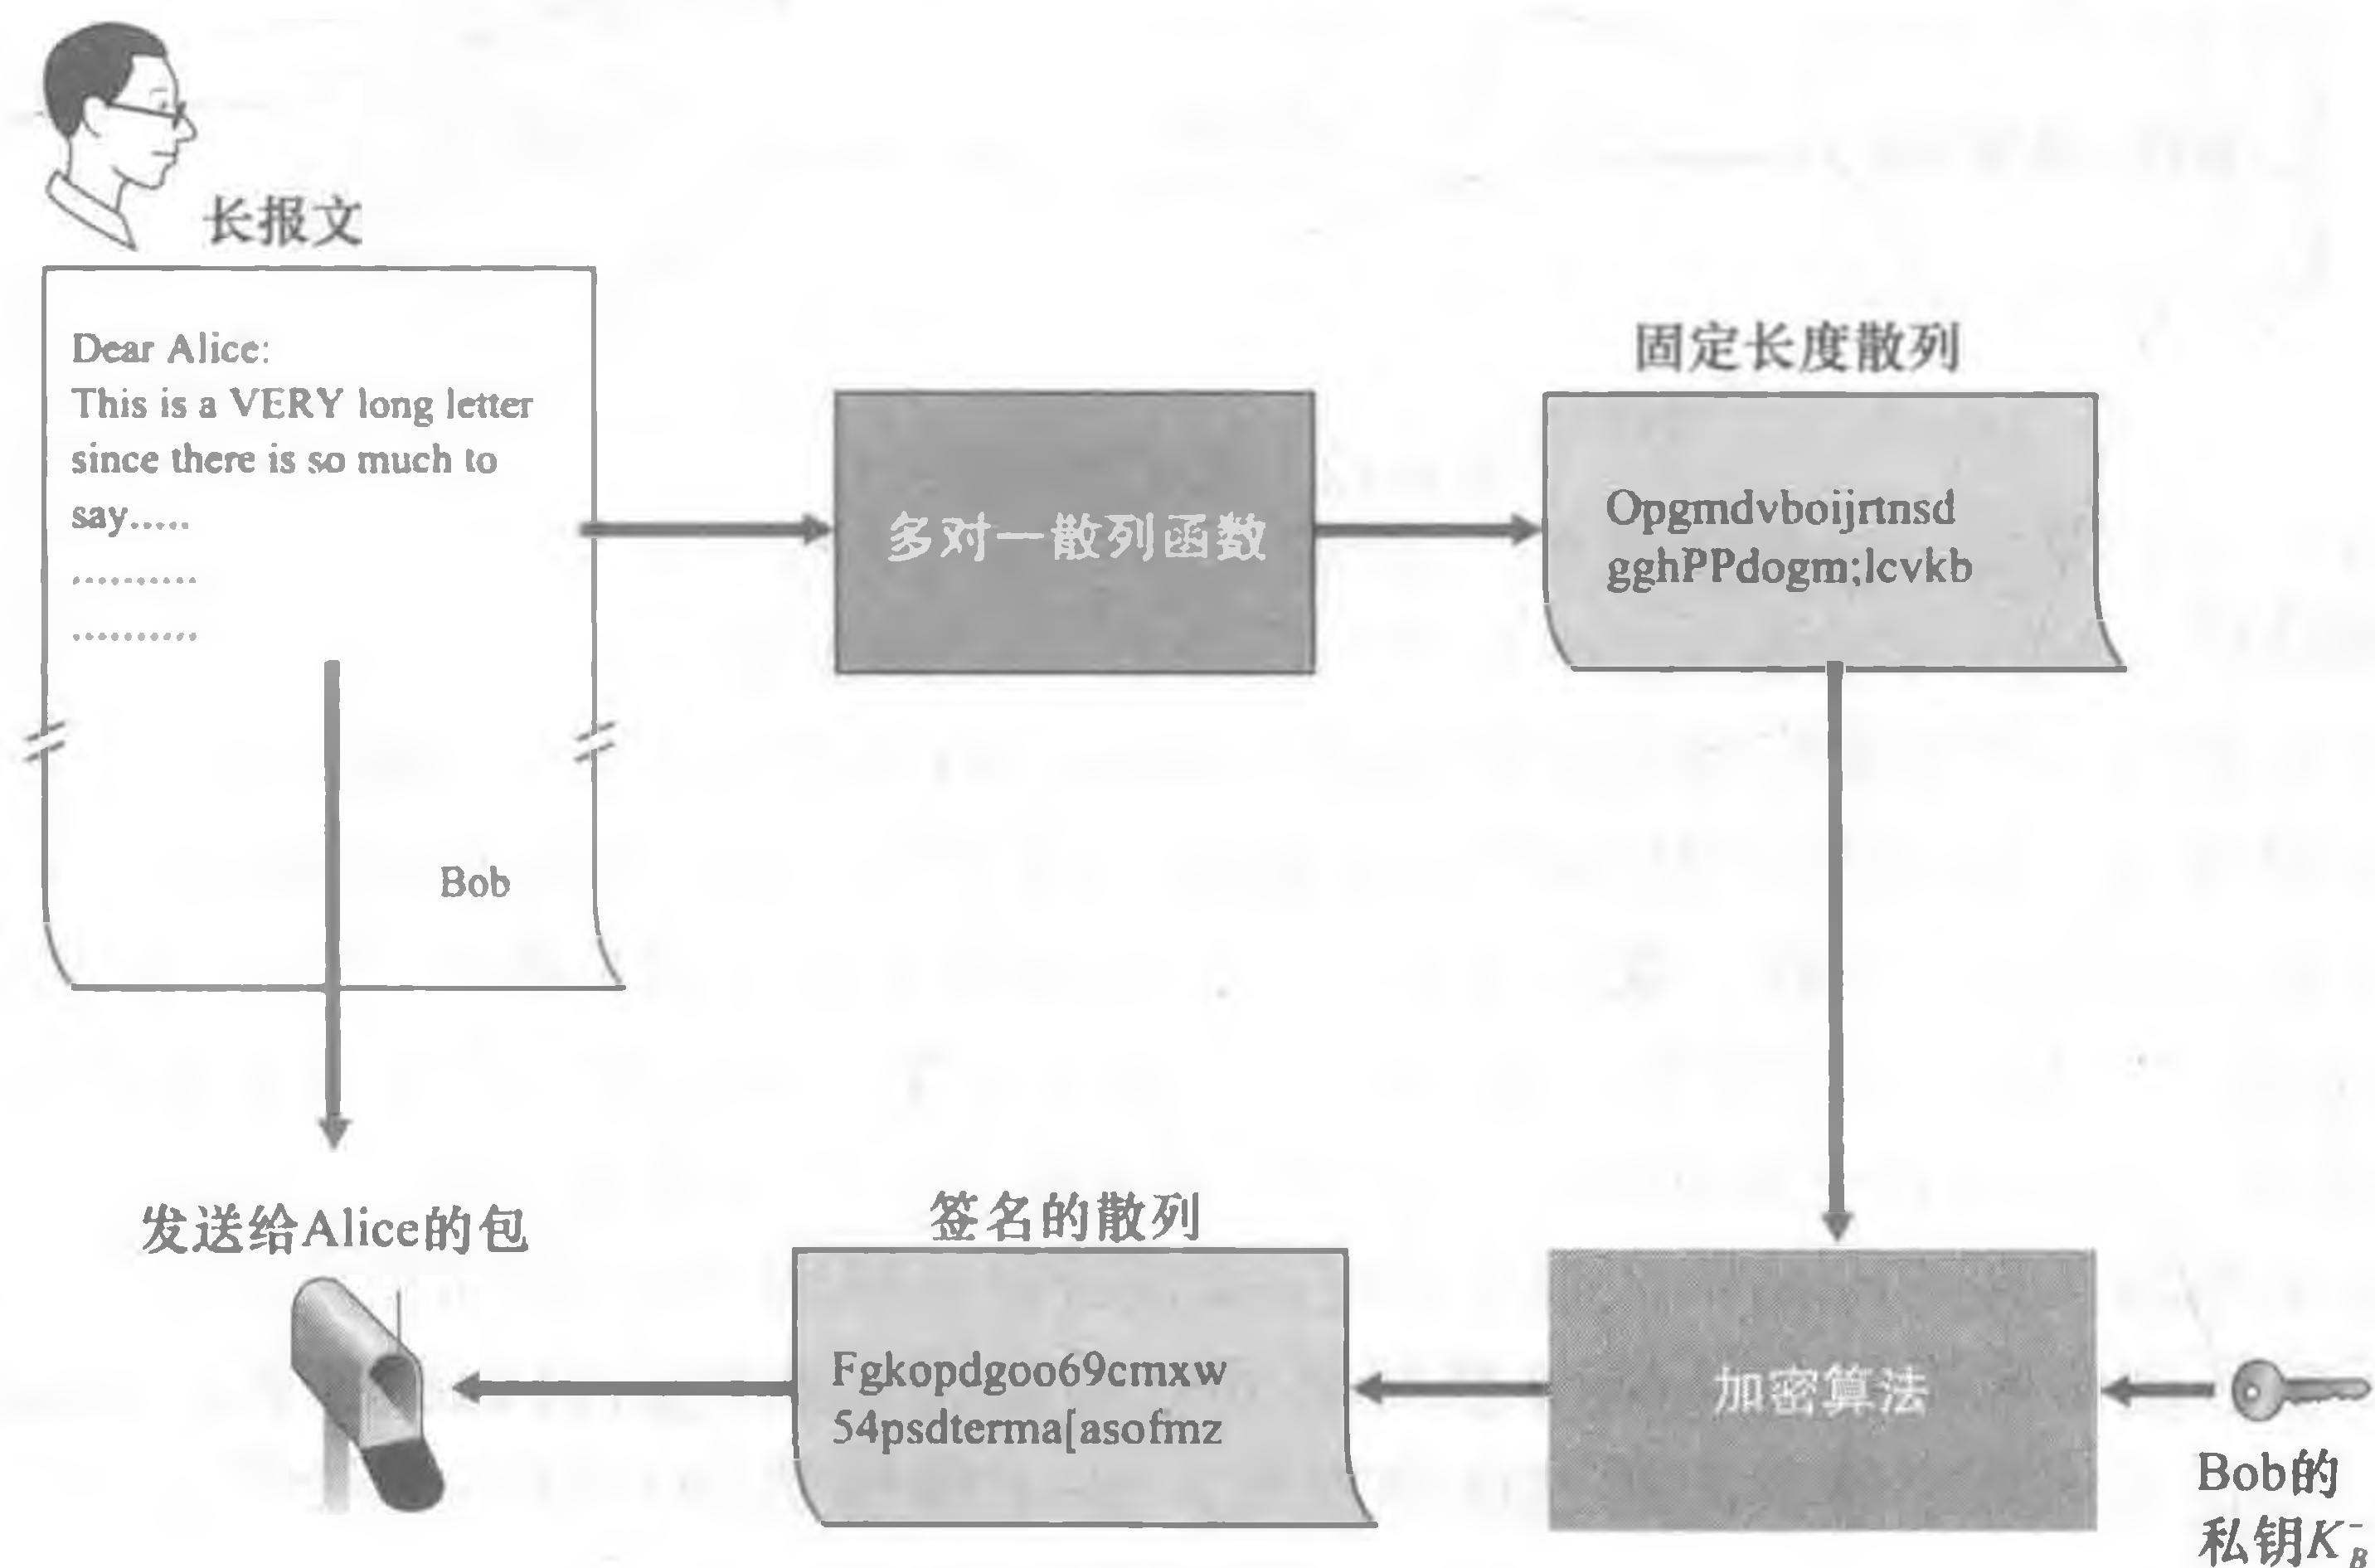 长报文
Dear Alice:
This is a VERY long letter
since there is so much to
say.....
..........
..........
Bob
多对一散列函数
固定长度散列
Opgmdvboijrtnsd
gghPPdogm;lcvkb
发送给Alice的包
签名的散列
Fgkopdgoo69cmxw
54psdterma[asofmz
加密算法
Bob的
私钥K⁻_B